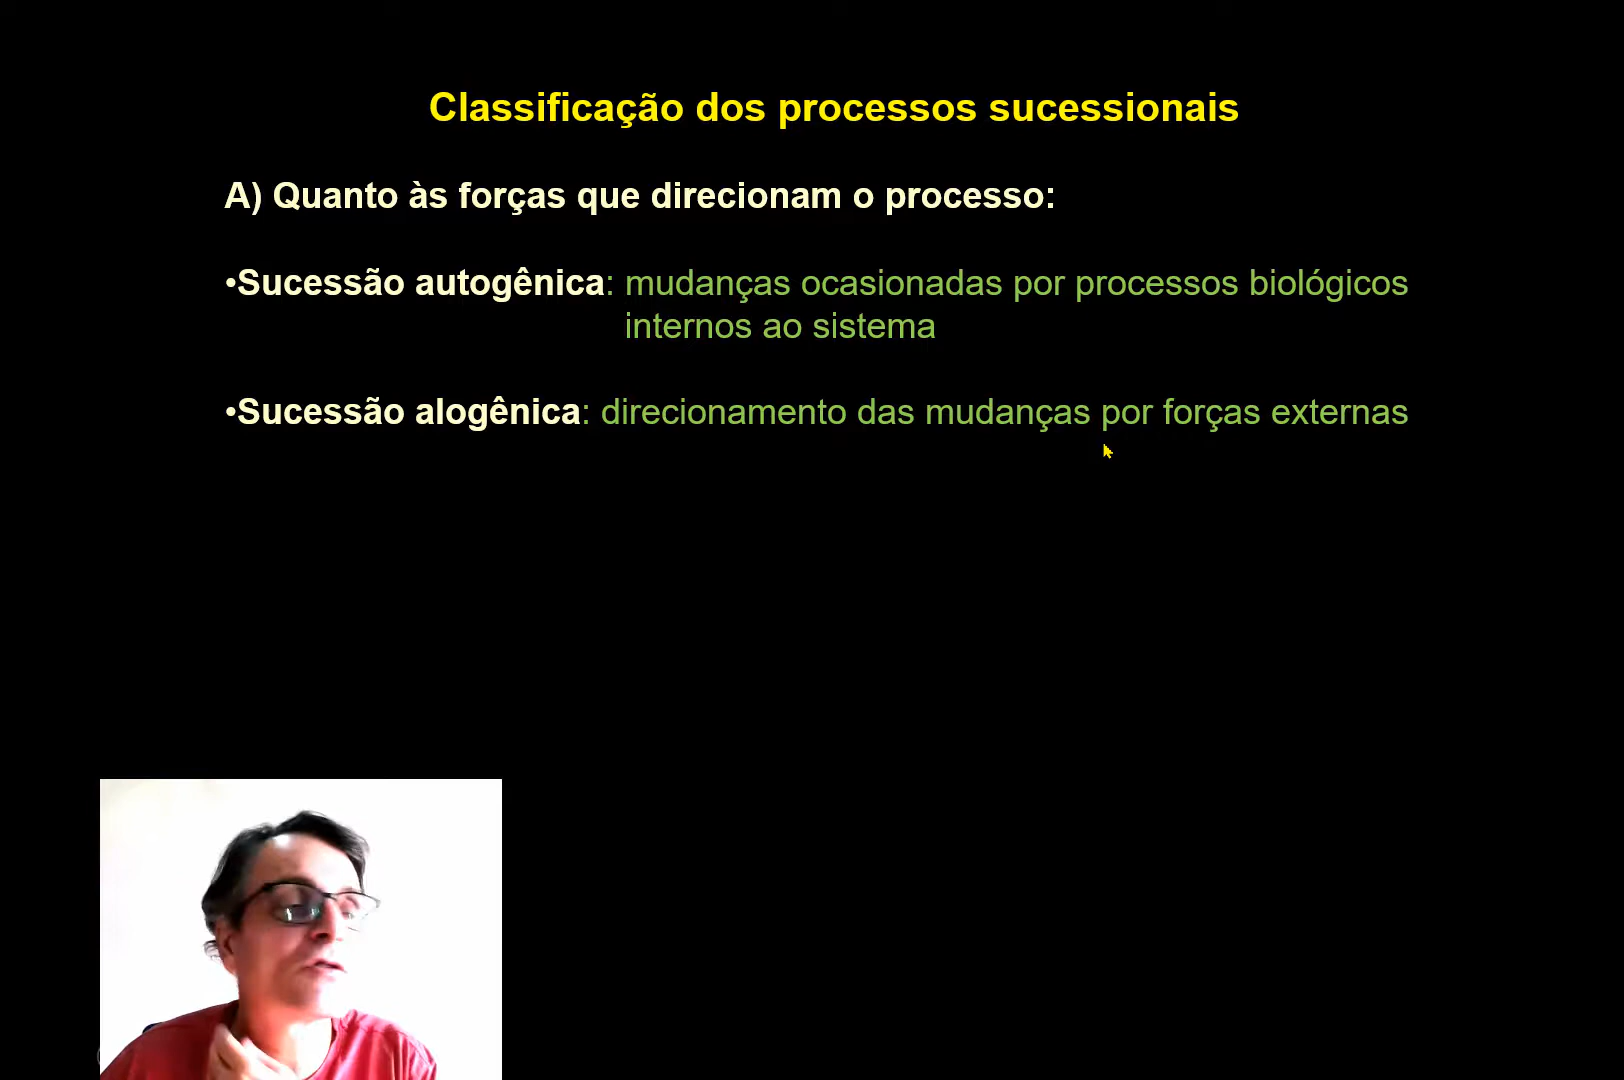 Classificação dos processos sucessionais
A) Quanto às forças que direcionam o processo:
•Sucessão autogênica: mudanças ocasionadas por processos biológicos
internos ao sistema
•Sucessão alogênica: direcionamento das mudanças por forças externas